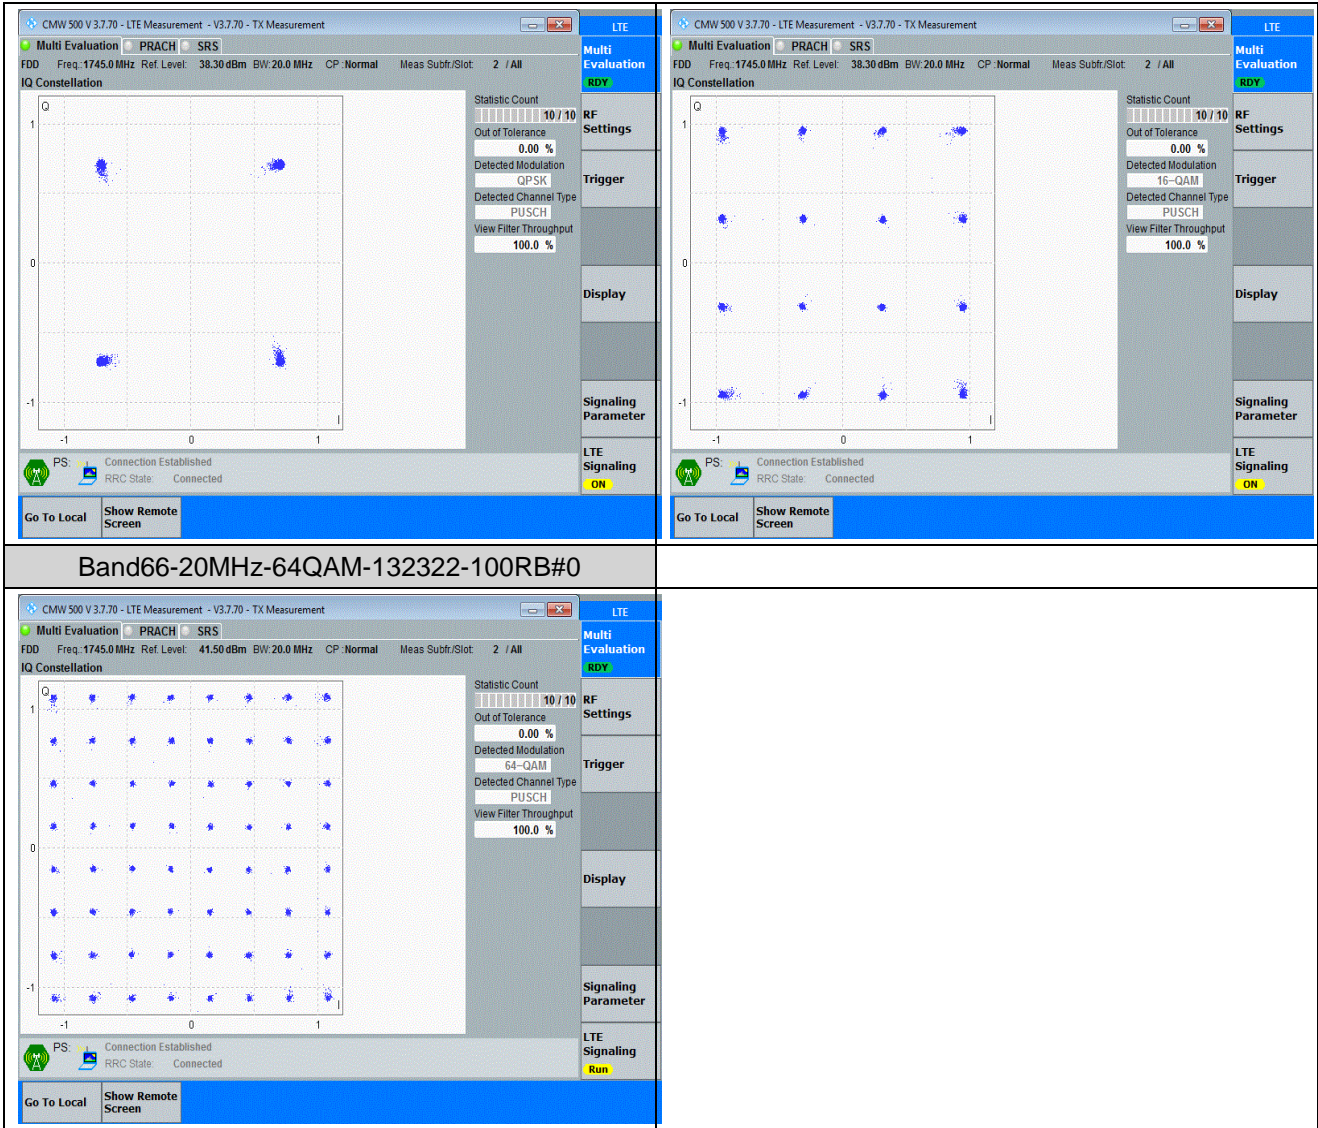 CMW 500 V 3.7.70 - LTE Measurement - V3.7.70 - TX Measurement
LTE
Multi Evaluation PRACH SRS
Multi Evaluation
RDY
FDD Freq.:1745.0 MHz Ref. Level: 38.30 dBm BW:20.0 MHz CP :Normal Meas Subfr./Slot: 2 / All
IQ Constellation
Q
1
0
-1
-1 0 1
I
Statistic Count
10 / 10
Out of Tolerance
0.00 %
Detected Modulation
QPSK
Detected Channel Type
PUSCH
View Filter Throughput
100.0 %
RF Settings
Trigger
Display
Signaling Parameter
LTE Signaling
ON
PS: Connection Established
RRC State: Connected
Go To Local Show Remote Screen
CMW 500 V 3.7.70 - LTE Measurement - V3.7.70 - TX Measurement
LTE
Multi Evaluation PRACH SRS
Multi Evaluation
RDY
FDD Freq.:1745.0 MHz Ref. Level: 38.30 dBm BW:20.0 MHz CP :Normal Meas Subfr./Slot: 2 / All
IQ Constellation
Q
1
0
-1
-1 0 1
I
Statistic Count
10 / 10
Out of Tolerance
0.00 %
Detected Modulation
16-QAM
Detected Channel Type
PUSCH
View Filter Throughput
100.0 %
RF Settings
Trigger
Display
Signaling Parameter
LTE Signaling
ON
PS: Connection Established
RRC State: Connected
Go To Local Show Remote Screen
Band66-20MHz-64QAM-132322-100RB#0
CMW 500 V 3.7.70 - LTE Measurement - V3.7.70 - TX Measurement
LTE
Multi Evaluation PRACH SRS
Multi Evaluation
RDY
FDD Freq.:1745.0 MHz Ref. Level: 41.50 dBm BW:20.0 MHz CP :Normal Meas Subfr./Slot: 2 / All
IQ Constellation
Q
1
0
-1
-1 0 1
I
Statistic Count
10 / 10
Out of Tolerance
0.00 %
Detected Modulation
64-QAM
Detected Channel Type
PUSCH
View Filter Throughput
100.0 %
RF Settings
Trigger
Display
Signaling Parameter
LTE Signaling
Run
PS: Connection Established
RRC State: Connected
Go To Local Show Remote Screen